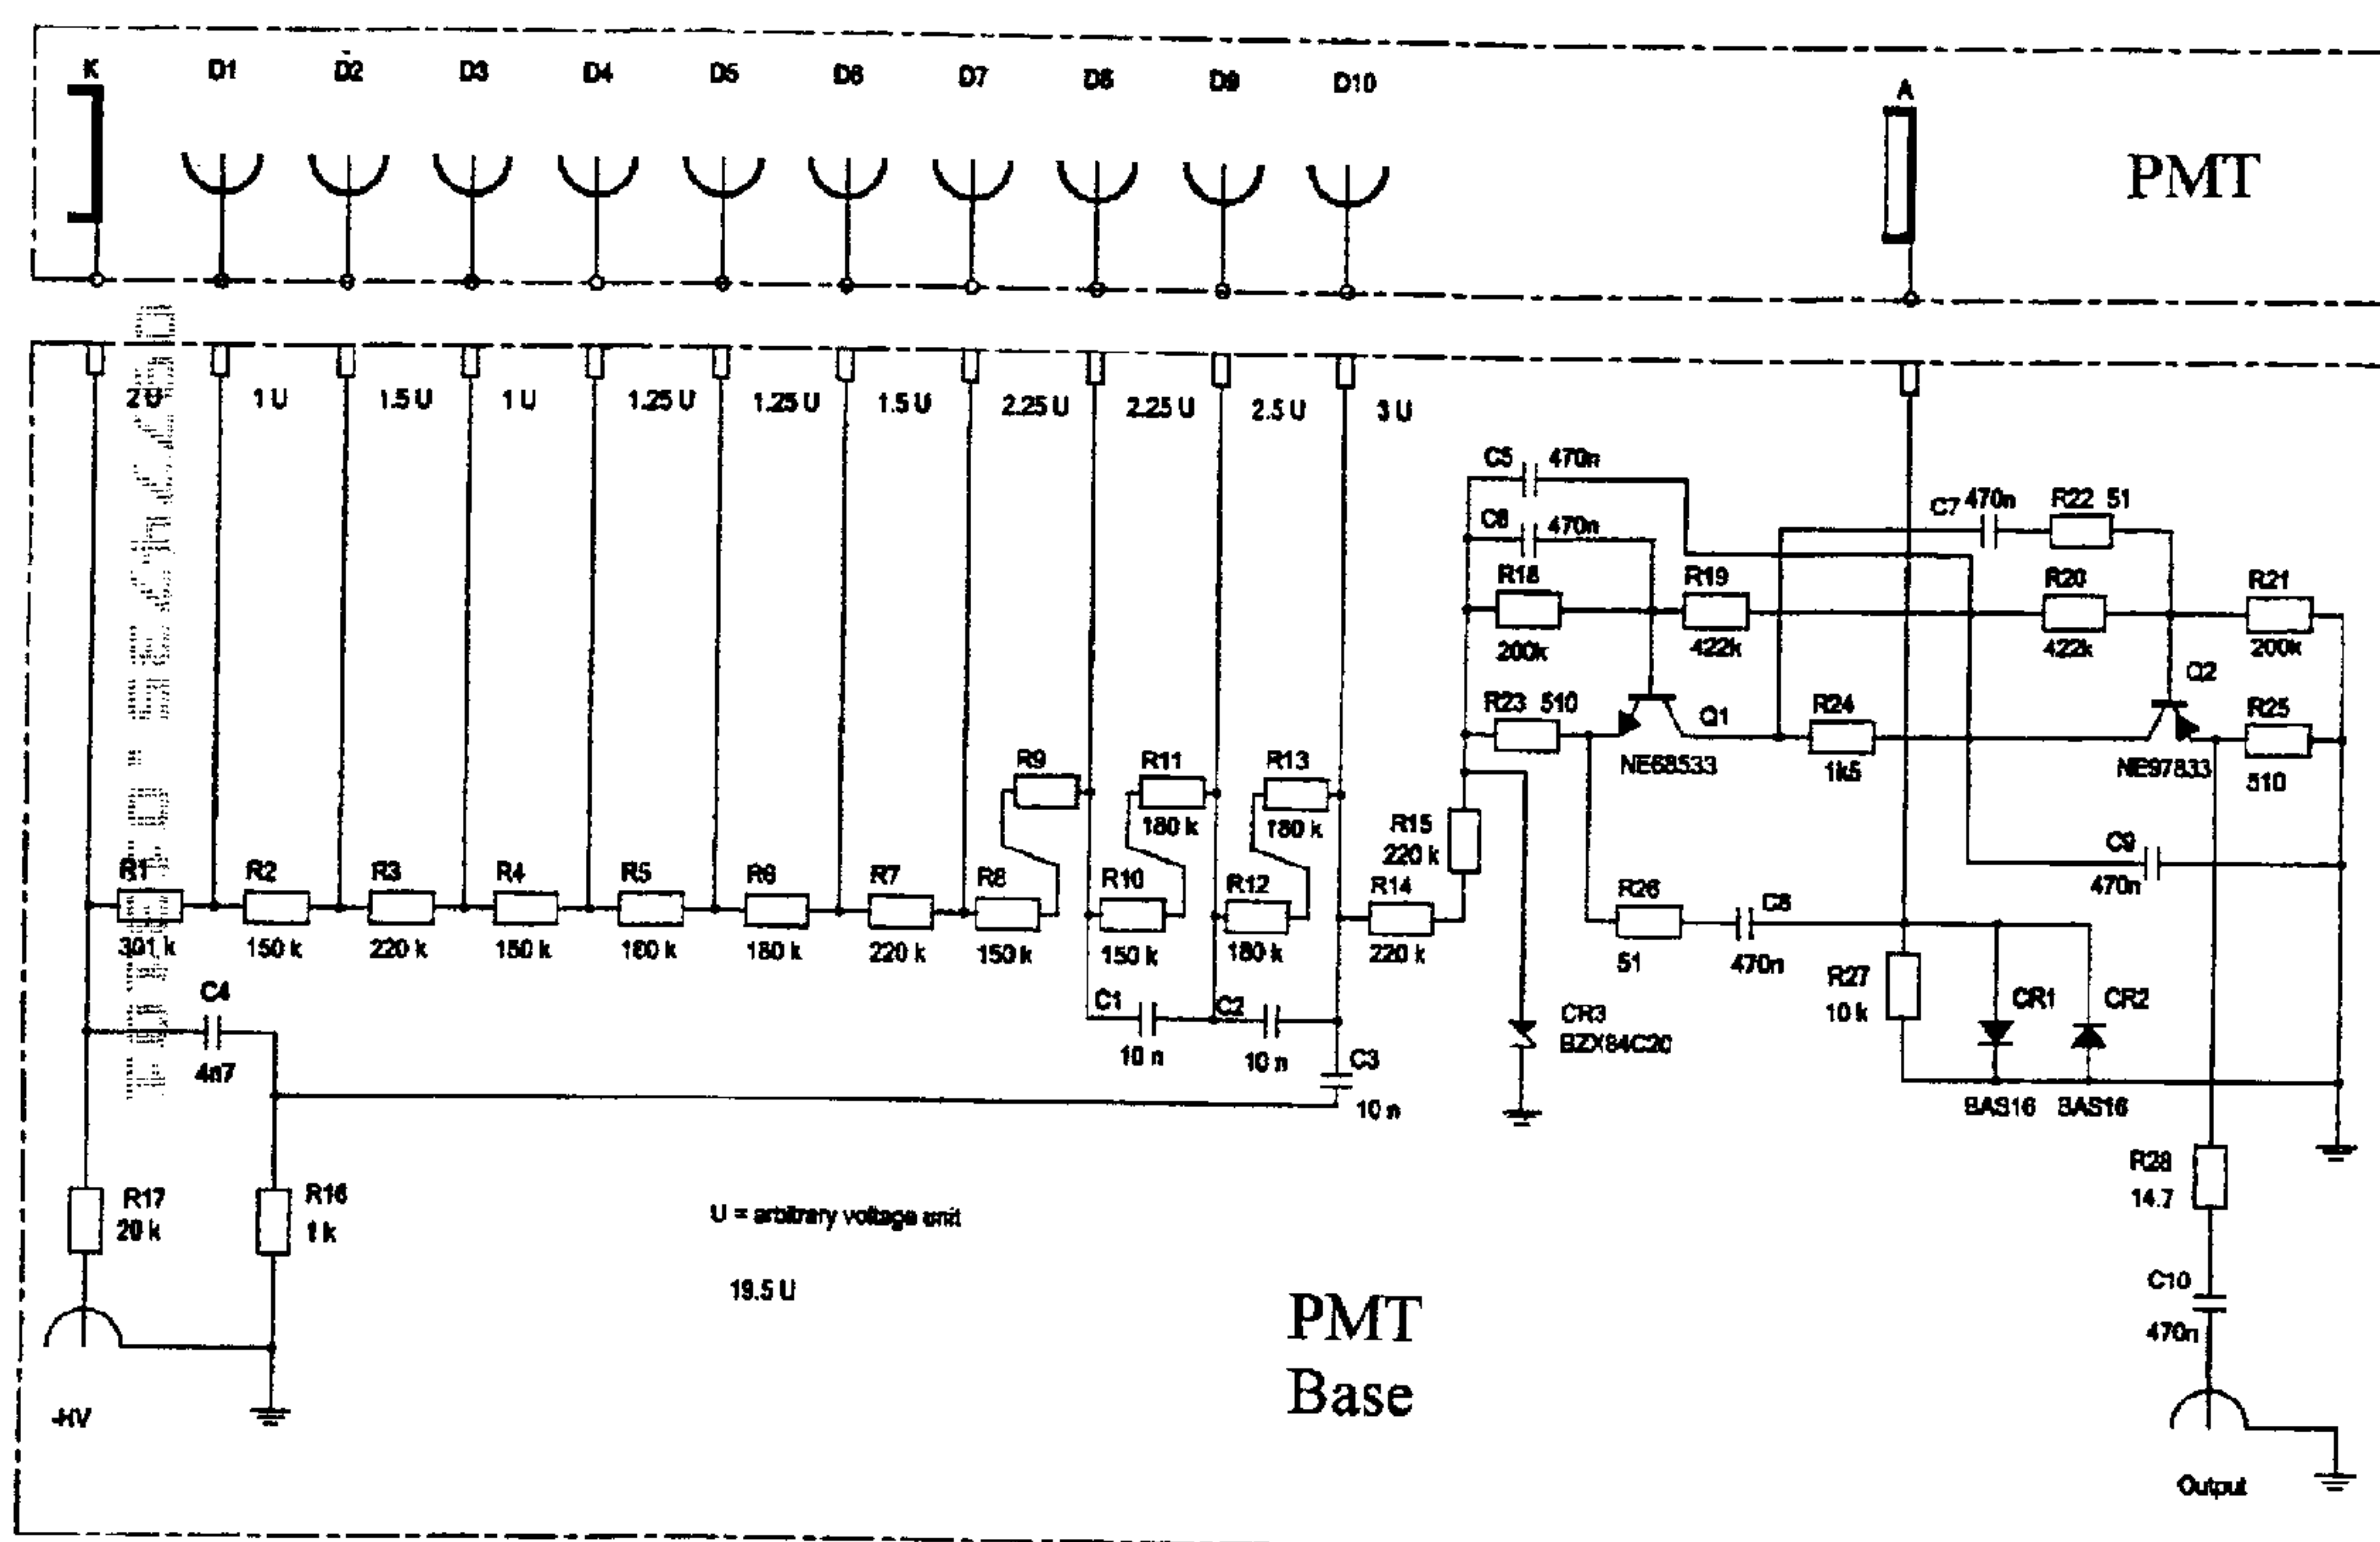 K D1 D2 D3 D4 D5 D6 D7 D8 D9 D10 A
PMT
2 U 1 U 1.5 U 1 U 1.25 U 1.25 U 1.5 U 2.25 U 2.25 U 2.5 U 3 U
C5 470n
C6 470n
C7 470n R22 51
R18 R19 R20 R21
200k 422k 422k 200k
Q2
R23 510 Q1 R24 R25
NE68533 1k5 NE97833 510
R9 R11 R13
180 k 180 k
R15
220 k
C9
470n
R1 R2 R3 R4 R5 R6 R7 R8 R10 R12 R14
301 k 150 k 220 k 150 k 180 k 180 k 220 k 150 k 150 k 180 k 220 k
R26 C8
51 470n
R27
10 k
CR1 CR2
BAS16 BAS16
C4
4n7
C1 C2
10 n 10 n
C3
10 n
CR3
BZX84C20
R17
20 k
R16
1 k
U = arbitrary voltage unit
19.5 U
R28
14.7
C10
470n
PMT
Base
-HV
Output